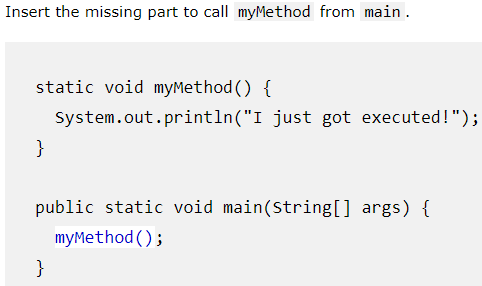 Insert the missing part to call myMethod from main.
static void myMethod() {
  System.out.println("I just got executed!");
}
public static void main(String[] args) {
  myMethod();
}